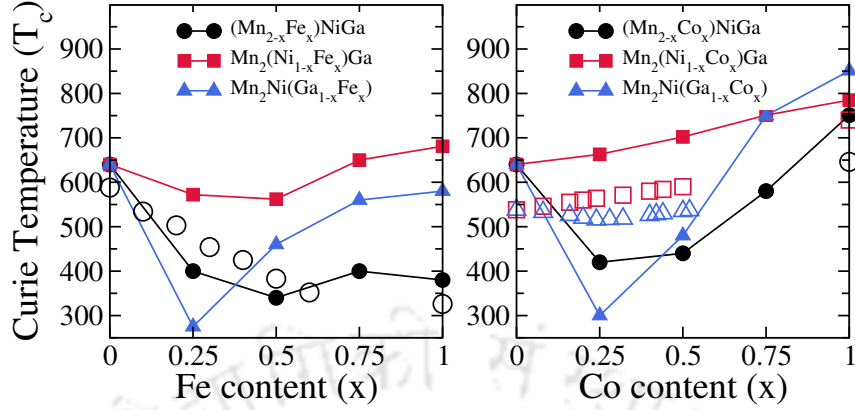 Curie Temperature (T_c)
900
800
700
600
500
400
300
(Mn_{2-x}Fe_x)NiGa
Mn_2(Ni_{1-x}Fe_x)Ga
Mn_2Ni(Ga_{1-x}Fe_x)
0 0.25 0.5 0.75 1
Fe content (x)
900
800
700
600
500
400
300
(Mn_{2-x}Co_x)NiGa
Mn_2(Ni_{1-x}Co_x)Ga
Mn_2Ni(Ga_{1-x}Co_x)
0 0.25 0.5 0.75 1
Co content (x)